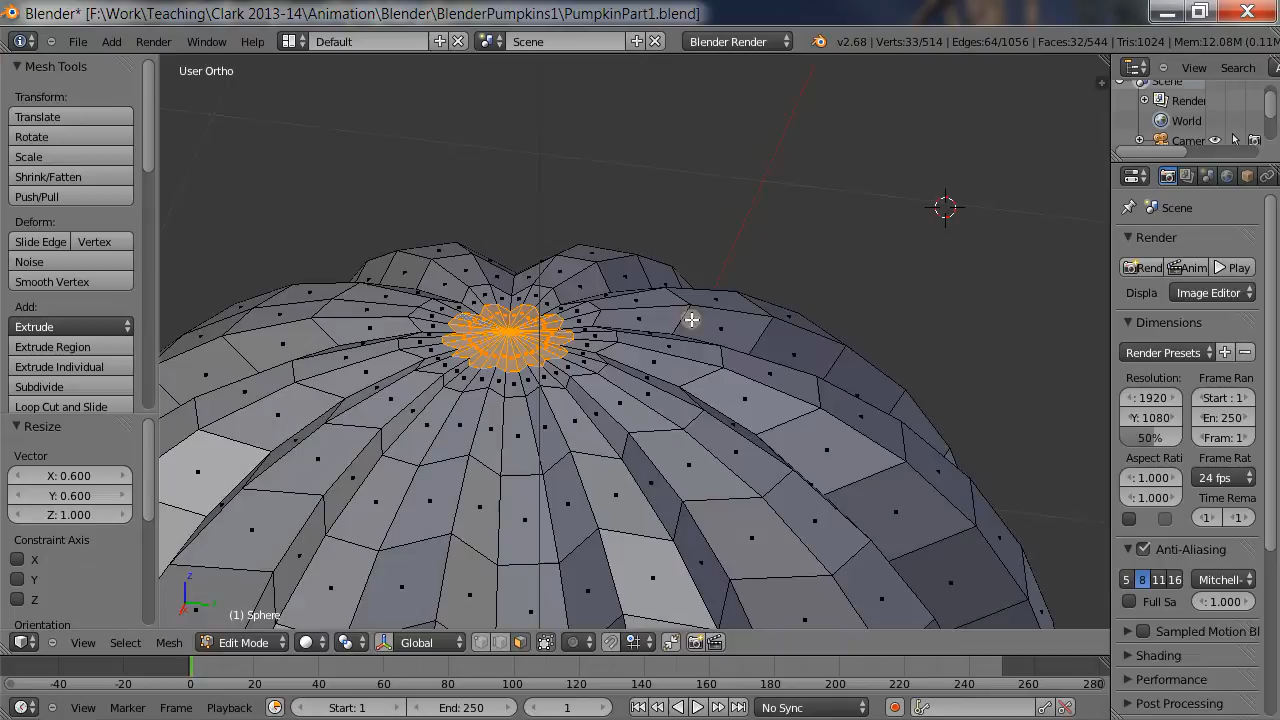 Blender* [F:\Work\Teaching\Clark 2013-14\Animation\Blender\BlenderPumpkins1\PumpkinPart1.blend]
File Add Render Window Help Default Scene Blender Render v2.68 | Verts:33/514 | Edges:64/1056 | Faces:32/544 | Tris:1024 | Mem:12.08M (0.11M
Mesh Tools
User Ortho
View Search
Scene
Render
World
Camer
Transform:
Translate
Rotate
Scale
Shrink/Fatten
Push/Pull
Deform:
Slide Edge Vertex
Noise
Smooth Vertex
Add:
Extrude
Extrude Region
Extrude Individual
Subdivide
Loop Cut and Slide
Resize
Vector
X: 0.600
Y: 0.600
Z: 1.000
Constraint Axis
X
Y
Z
Orientation
z
(1) Sphere
Scene
Render
Rend Anim Play
Displa Image Editor
Dimensions
Render Presets
Resolution: Frame Ran
: 1920 Start : 1
Y: 1080 En: 250
50% Fram: 1
Aspect Rati Frame Rat
: 1.000 24 fps
: 1.000 Time Rema
1 1
Anti-Aliasing
5 8 11 16 Mitchell-
Full Sa : 1.000
Sampled Motion Bl
Shading
Performance
Post Processing
View Select Mesh Edit Mode Global
-40 -20 0 20 40 60 80 100 120 140 160 180 200 220 240 260 280
View Marker Frame Playback Start: 1 End: 250 1 No Sync